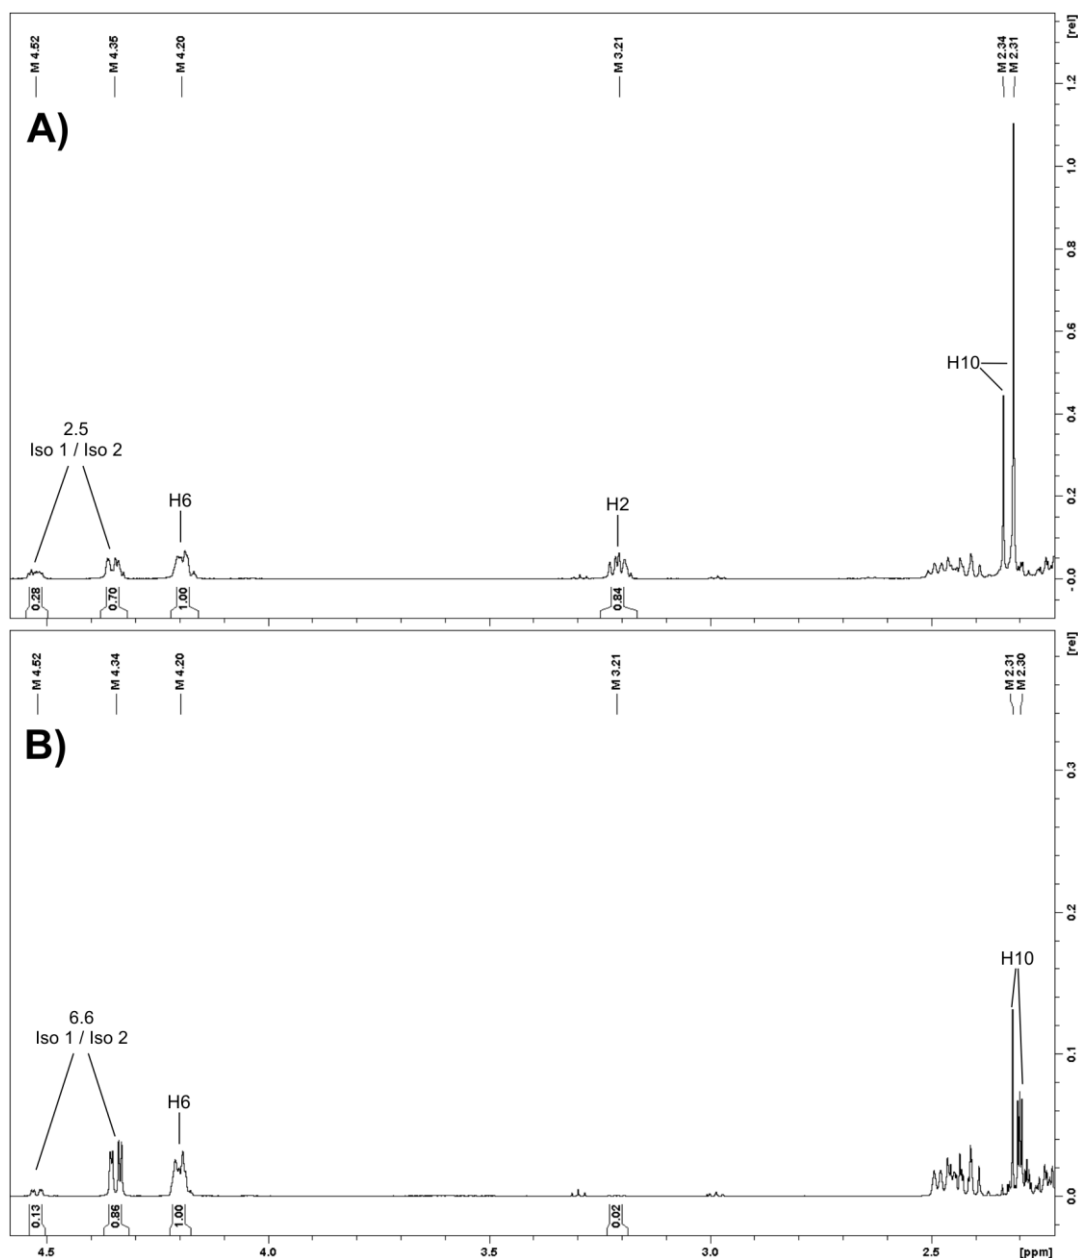 M 4.52 M 4.35 M 4.20 M 3.21 M 2.34 M 2.31 [rel]
A)
1.2
1.0
0.8
H10
0.6
0.4
2.5
Iso 1 / Iso 2
H6
H2
0.2
-0.0
0.28 0.70 1.00 0.84
M 4.52 M 4.34 M 4.20 M 3.21 M 2.31 M 2.30 [rel]
B)
0.3
0.2
H10
6.6
Iso 1 / Iso 2
0.1
H6
0.0
0.13 0.86 1.00 0.02
4.5 4.0 3.5 3.0 2.5 [ppm]